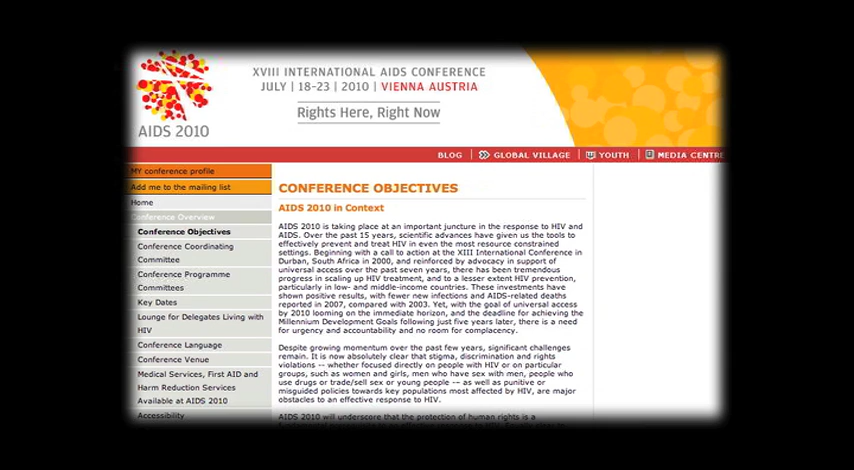 XVIII INTERNATIONAL AIDS CONFERENCE
JULY | 18-23 | 2010 | VIENNA AUSTRIA
Rights Here, Right Now
AIDS 2010
BLOG
GLOBAL VILLAGE
YOUTH
MEDIA CENTRE
MY conference profile
Add me to the mailing list
Home
Conference Overview
Conference Objectives
Conference Coordinating
Committee
Conference Programme
Committees
Key Dates
Lounge for Delegates Living with
HIV
Conference Language
Conference Venue
Medical Services, First AID and
Harm Reduction Services
Available at AIDS 2010
Accessibility
CONFERENCE OBJECTIVES
AIDS 2010 in Context
AIDS 2010 is taking place at an important juncture in the response to HIV and
AIDS. Over the past 15 years, scientific advances have given us the tools to
effectively prevent and treat HIV in even the most resource constrained
settings. Beginning with a call to action at the XIII International Conference in
Durban, South Africa in 2000, and reinforced by advocacy in support of
universal access over the past seven years, there has been tremendous
progress in scaling up HIV treatment, and to a lesser extent HIV prevention,
particularly in low- and middle-income countries. These investments have
shown positive results, with fewer new infections and AIDS-related deaths
reported in 2007, compared with 2003. Yet, with the goal of universal access
by 2010 looming on the immediate horizon, and the deadline for achieving the
Millennium Development Goals following just five years later, there is a need
for urgency and accountability and no room for complacency.
Despite growing momentum over the past few years, significant challenges
remain. It is now absolutely clear that stigma, discrimination and rights
violations -- whether focused directly on people with HIV or on particular
groups, such as women and girls, men who have sex with men, people who
use drugs or trade/sell sex or young people -- as well as punitive or
misguided policies towards key populations most affected by HIV, are major
obstacles to an effective response to HIV.
AIDS 2010 will underscore that the protection of human rights is a